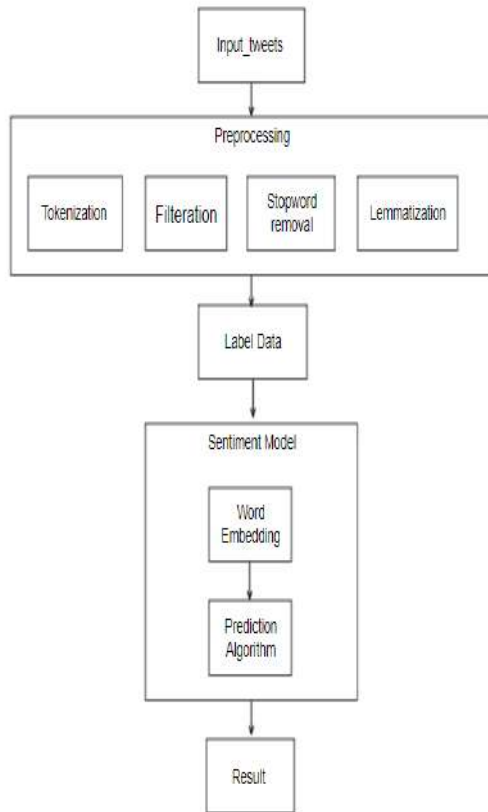 Input_tweets
Preprocessing
Tokenization
Filteration
Stopword
removal
Lemmatization
Label Data
Sentiment Model
Word
Embedding
Prediction
Algorithm
Result